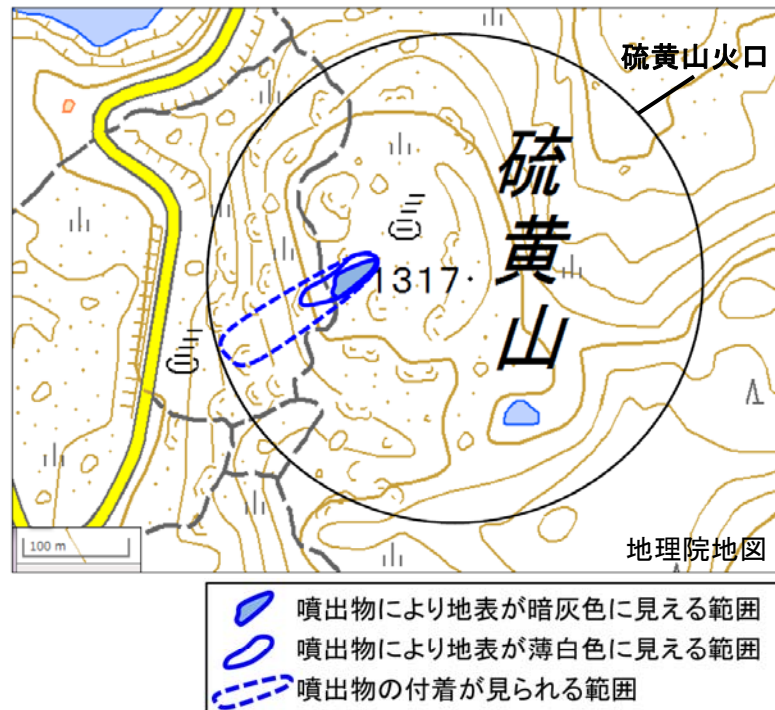 硫黄山火口
硫黄山
1317
100 m
地理院地図
噴出物により地表が暗灰色に見える範囲
噴出物により地表が薄白色に見える範囲
噴出物の付着が見られる範囲